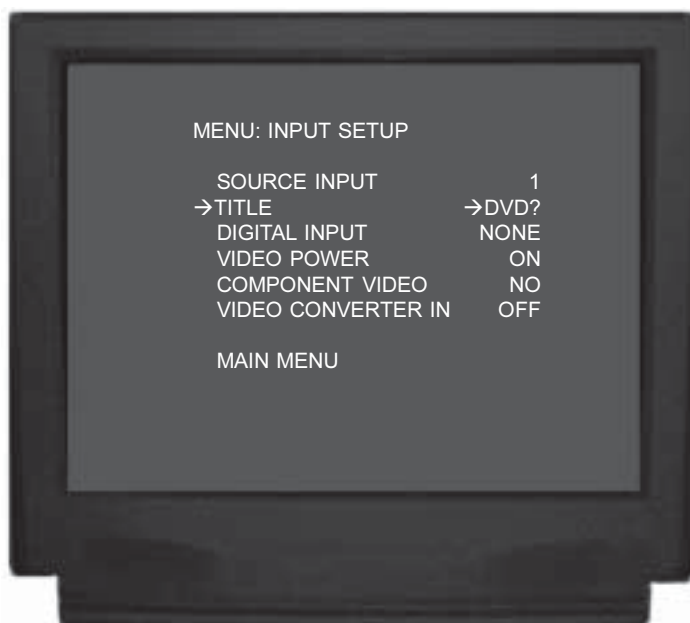 MENU: INPUT SETUP
SOURCE INPUT 1
→TITLE →DVD?
DIGITAL INPUT NONE
VIDEO POWER ON
COMPONENT VIDEO NO
VIDEO CONVERTER IN OFF
MAIN MENU